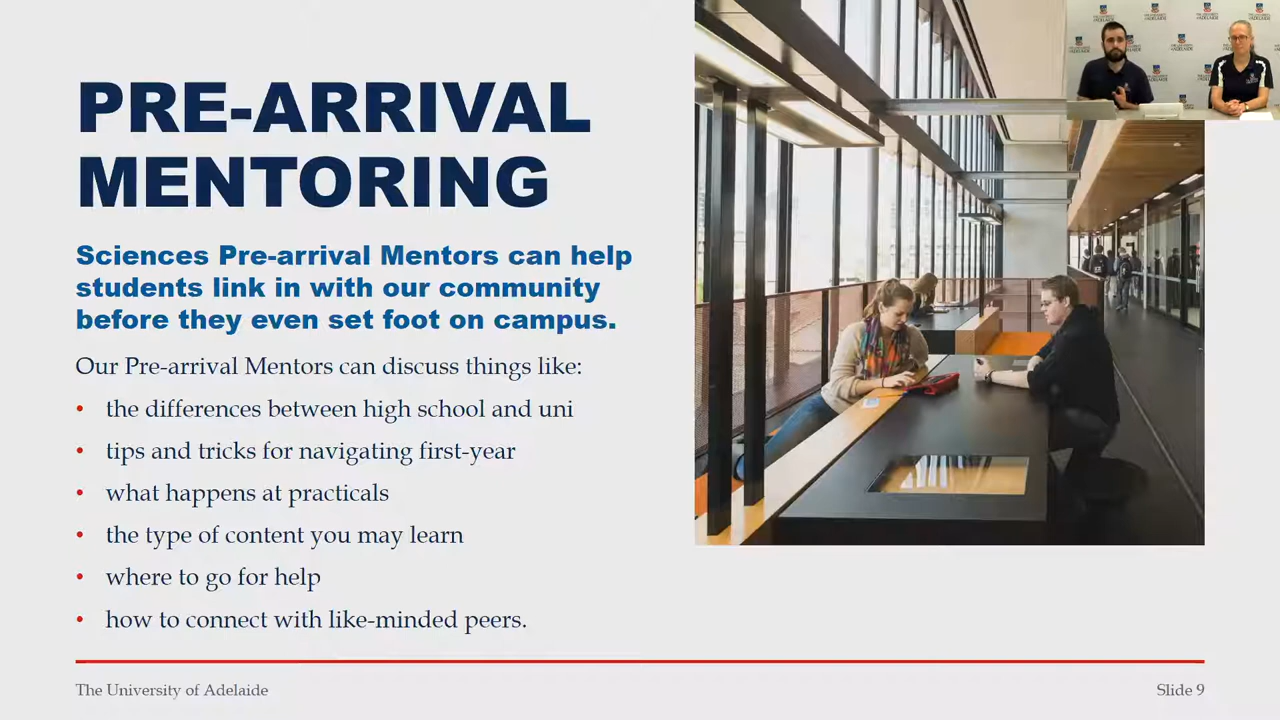 PRE-ARRIVAL
MENTORING
Sciences Pre-arrival Mentors can help
students link in with our community
before they even set foot on campus.
Our Pre-arrival Mentors can discuss things like:
• the differences between high school and uni
• tips and tricks for navigating first-year
• what happens at practicals
• the type of content you may learn
• where to go for help
• how to connect with like-minded peers.
The University of Adelaide
Slide 9